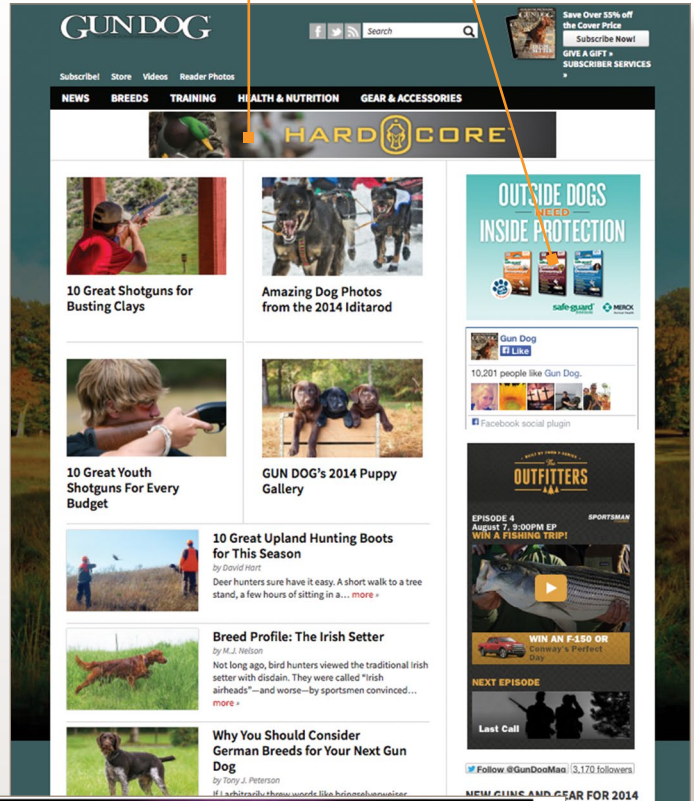 GUN DOG
Search
Save Over 55% off
the Cover Price
Subscribe Now!
GIVE A GIFT »
SUBSCRIBER SERVICES
»
Subscribe! Store Videos Reader Photos
NEWS BREEDS TRAINING HEALTH & NUTRITION GEAR & ACCESSORIES
HARD CORE
10 Great Shotguns for
Busting Clays
Amazing Dog Photos
from the 2014 Iditarod
OUTSIDE DOGS
NEED
INSIDE PROTECTION
safe-guard
MERCK
Gun Dog
Like
10,201 people like Gun Dog.
Facebook social plugin
10 Great Youth
Shotguns For Every
Budget
GUN DOG's 2014 Puppy
Gallery
The
OUTFITTERS
EPISODE 4
August 7, 9:00PM EP
WIN A FISHING TRIP!
SPORTSMAN
WIN AN F-150 OR
Conway's Perfect
Day
NEXT EPISODE
Last Call
10 Great Upland Hunting Boots
for This Season
by David Hart
Deer hunters sure have it easy. A short walk to a tree
stand, a few hours of sitting in a... more »
Breed Profile: The Irish Setter
by M.J. Nelson
Not long ago, bird hunters viewed the traditional Irish
setter with disdain. They were called "Irish
airheads"—and worse—by sportsmen convinced...
more »
Why You Should Consider
German Breeds for Your Next Gun
Dog
by Tony J. Peterson
If I arbitrarily threw words like
Follow @GunDogMag 3,170 followers
NEW GUNS AND GEAR FOR 2014